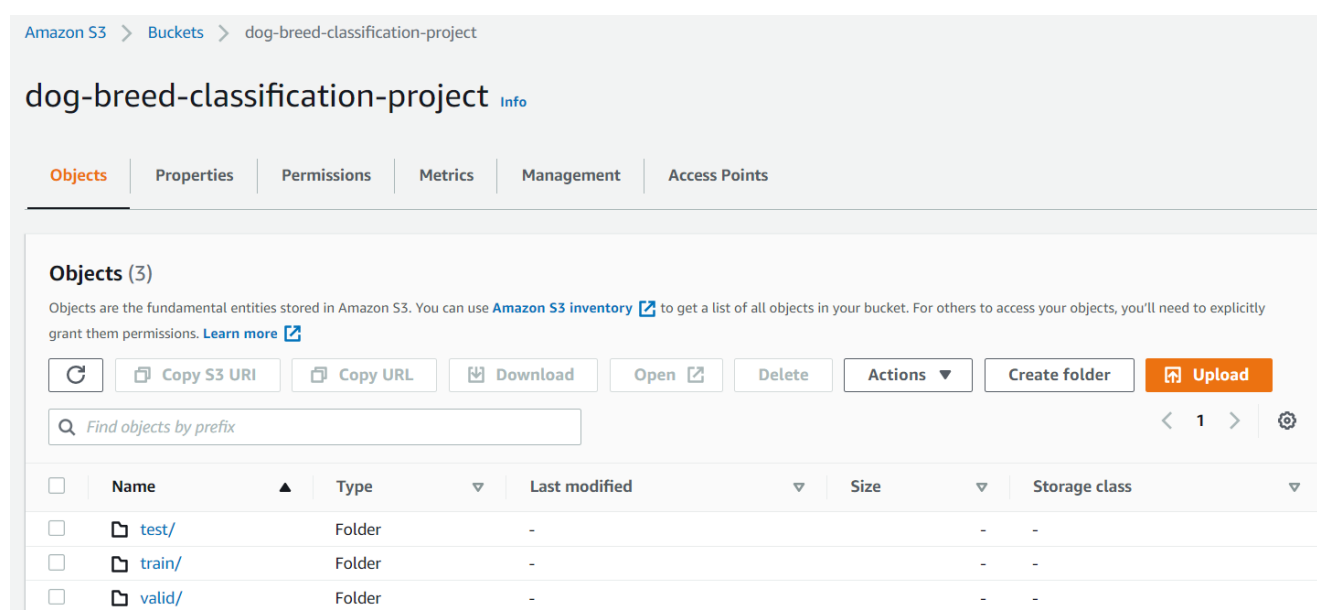 Amazon S3 > Buckets > dog-breed-classification-project
dog-breed-classification-project Info
Objects Properties Permissions Metrics Management Access Points
Objects (3)
Objects are the fundamental entities stored in Amazon S3. You can use Amazon S3 inventory to get a list of all objects in your bucket. For others to access your objects, you'll need to explicitly
grant them permissions. Learn more
Copy S3 URI Copy URL Download Open Delete Actions Create folder Upload
Find objects by prefix < 1 >
Name Type Last modified Size Storage class
test/ Folder - - -
train/ Folder - - -
valid/ Folder - - -